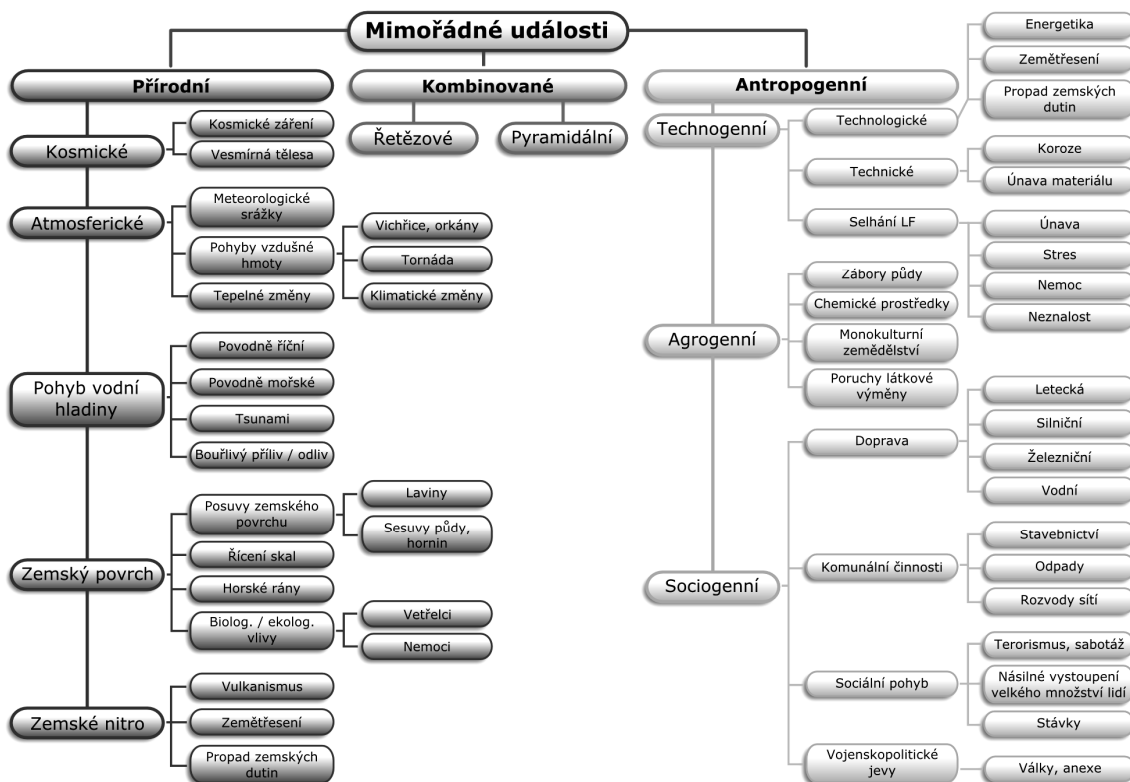 Mimořádné události
Přírodní
Kosmické
Kosmické záření
Vesmírná tělesa
Atmosferické
Meteorologické
srážky
Pohyby vzdušné
hmoty
Vichřice, orkány
Tornáda
Klimatické změny
Tepelné změny
Pohyb vodní
hladiny
Povodně říční
Povodně mořské
Tsunami
Bouřlivý příliv / odliv
Zemský povrch
Posuvy zemského
povrchu
Laviny
Sesuvy půdy,
hornin
Řícení skal
Horské rány
Biolog. / ekolog.
vlivy
Vetřelci
Nemoci
Zemské nitro
Vulkanismus
Zemětřesení
Propad zemských
dutin
Kombinované
Řetězové
Pyramidální
Antropogenní
Technogenní
Technologické
Energetika
Zemětřesení
Propad zemských
dutin
Technické
Koroze
Únava materiálu
Selhání LF
Únava
Stres
Nemoc
Neznalost
Agrogenní
Zábory půdy
Chemické prostředky
Monokulturní
zemědělství
Poruchy látkové
výměny
Sociogenní
Doprava
Letecká
Silniční
Železniční
Vodní
Komunální činnosti
Stavebnictví
Odpady
Rozvody sítí
Sociální pohyb
Terorismus, sabotáž
Násilné vystoupení
velkého množství lidí
Stávky
Vojenskopolitické
jevy
Války, anexe